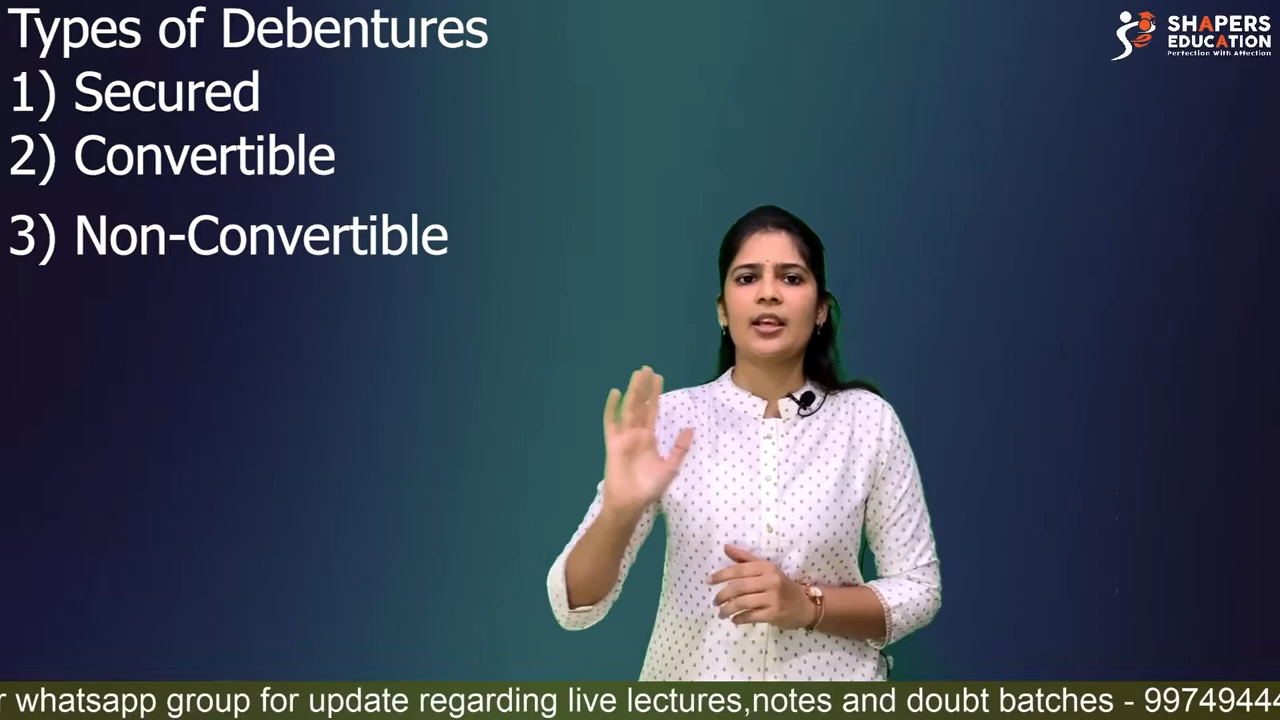 Types of Debentures
1) Secured
2) Convertible
3) Non-Convertible
SHAPERS
EDUCATION
Perfection With Affection
whatsapp group for update regarding live lectures,notes and doubt batches - 99749444